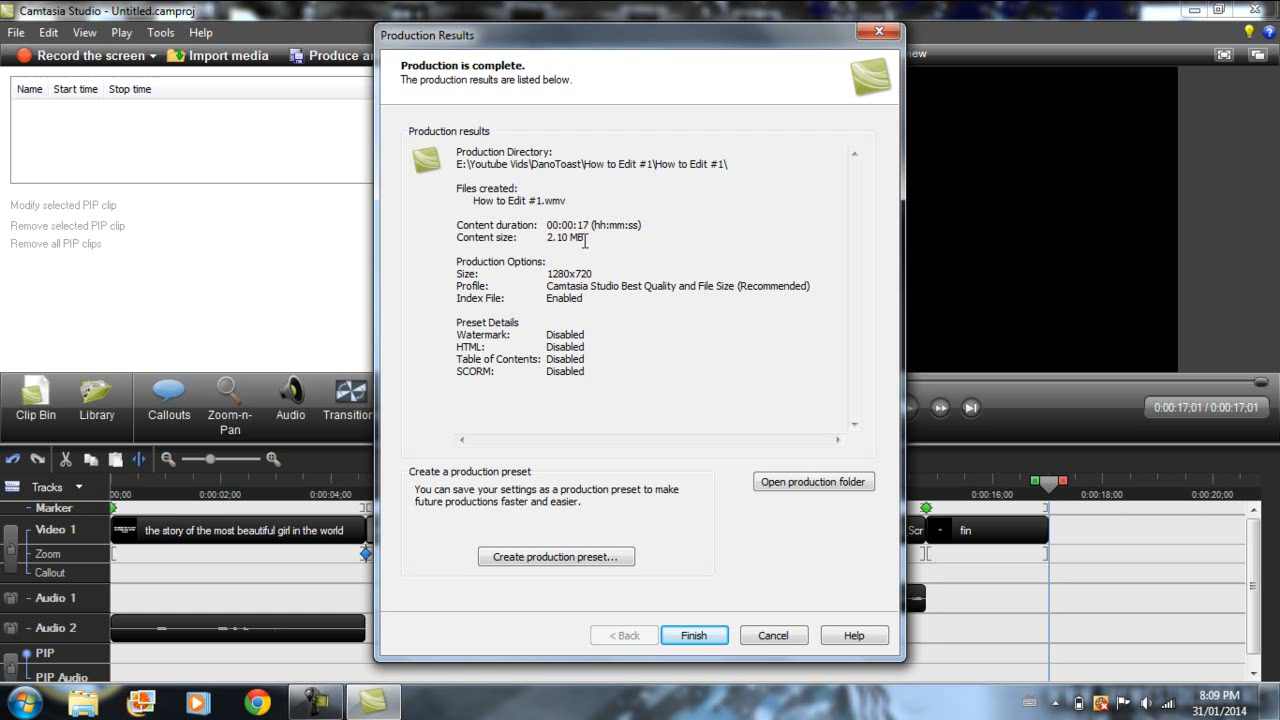 Camtasia Studio - Untitled.camproj
File Edit View Play Tools Help
Record the screen Import media Produce a
Name Start time Stop time
Modify selected PIP clip
Remove selected PIP clip
Remove all PIP clips
Clip Bin Library Callouts Zoom-n-Pan Audio Transition
Production Results
Production is complete.
The production results are listed below.
Production results
Production Directory:
E:\Youtube Vids\DanoToast\How to Edit #1\How to Edit #1\
Files created:
How to Edit #1.wmv
Content duration: 00:00:17 (hh:mm:ss)
Content size: 2.10 MB
Production Options:
Size: 1280x720
Profile: Camtasia Studio Best Quality and File Size (Recommended)
Index File: Enabled
Preset Details
Watermark: Disabled
HTML: Disabled
Table of Contents: Disabled
SCORM: Disabled
Create a production preset
You can save your settings as a production preset to make
future productions faster and easier.
Create production preset...
Open production folder
< Back Finish Cancel Help
ew
0:00:17;01 / 0:00:17;01
Tracks 00;00 0:00:02;00 0:00:04;00 0:00:16;00 0:00:18;00 0:00:20;00
Marker
Video 1 the story of the most beautiful girl in the world Scr fin
Zoom
Callout
Audio 1
Audio 2
PIP
PIP Audio
8:09 PM
31/01/2014